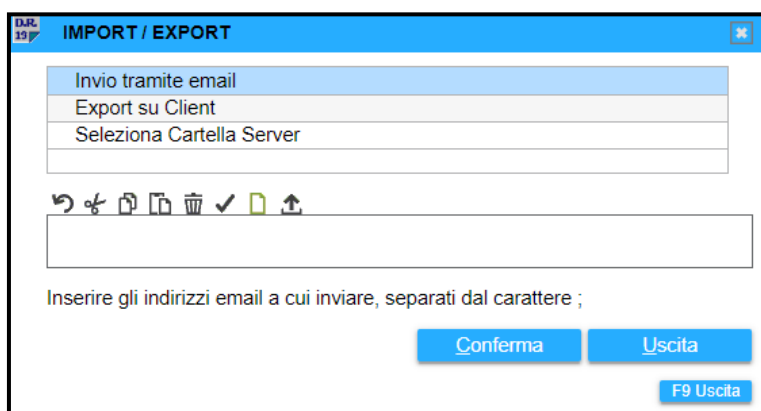 D.R.
19
IMPORT / EXPORT
Invio tramite email
Export su Client
Seleziona Cartella Server
Inserire gli indirizzi email a cui inviare, separati dal carattere ;
Conferma Uscita
F9 Uscita